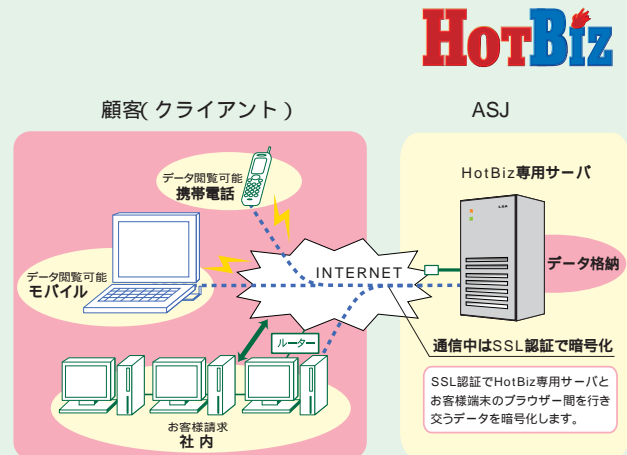 HotBiz
顧客(クライアント)
ASJ
データ閲覧可能
携帯電話
HotBiz専用サーバ
データ閲覧可能
モバイル
INTERNET
データ格納
ルーター
通信中はSSL認証で暗号化
SSL認証でHotBiz専用サーバと
お客様端末のブラウザー間を行き
交うデータを暗号化します。
お客様請求
社内